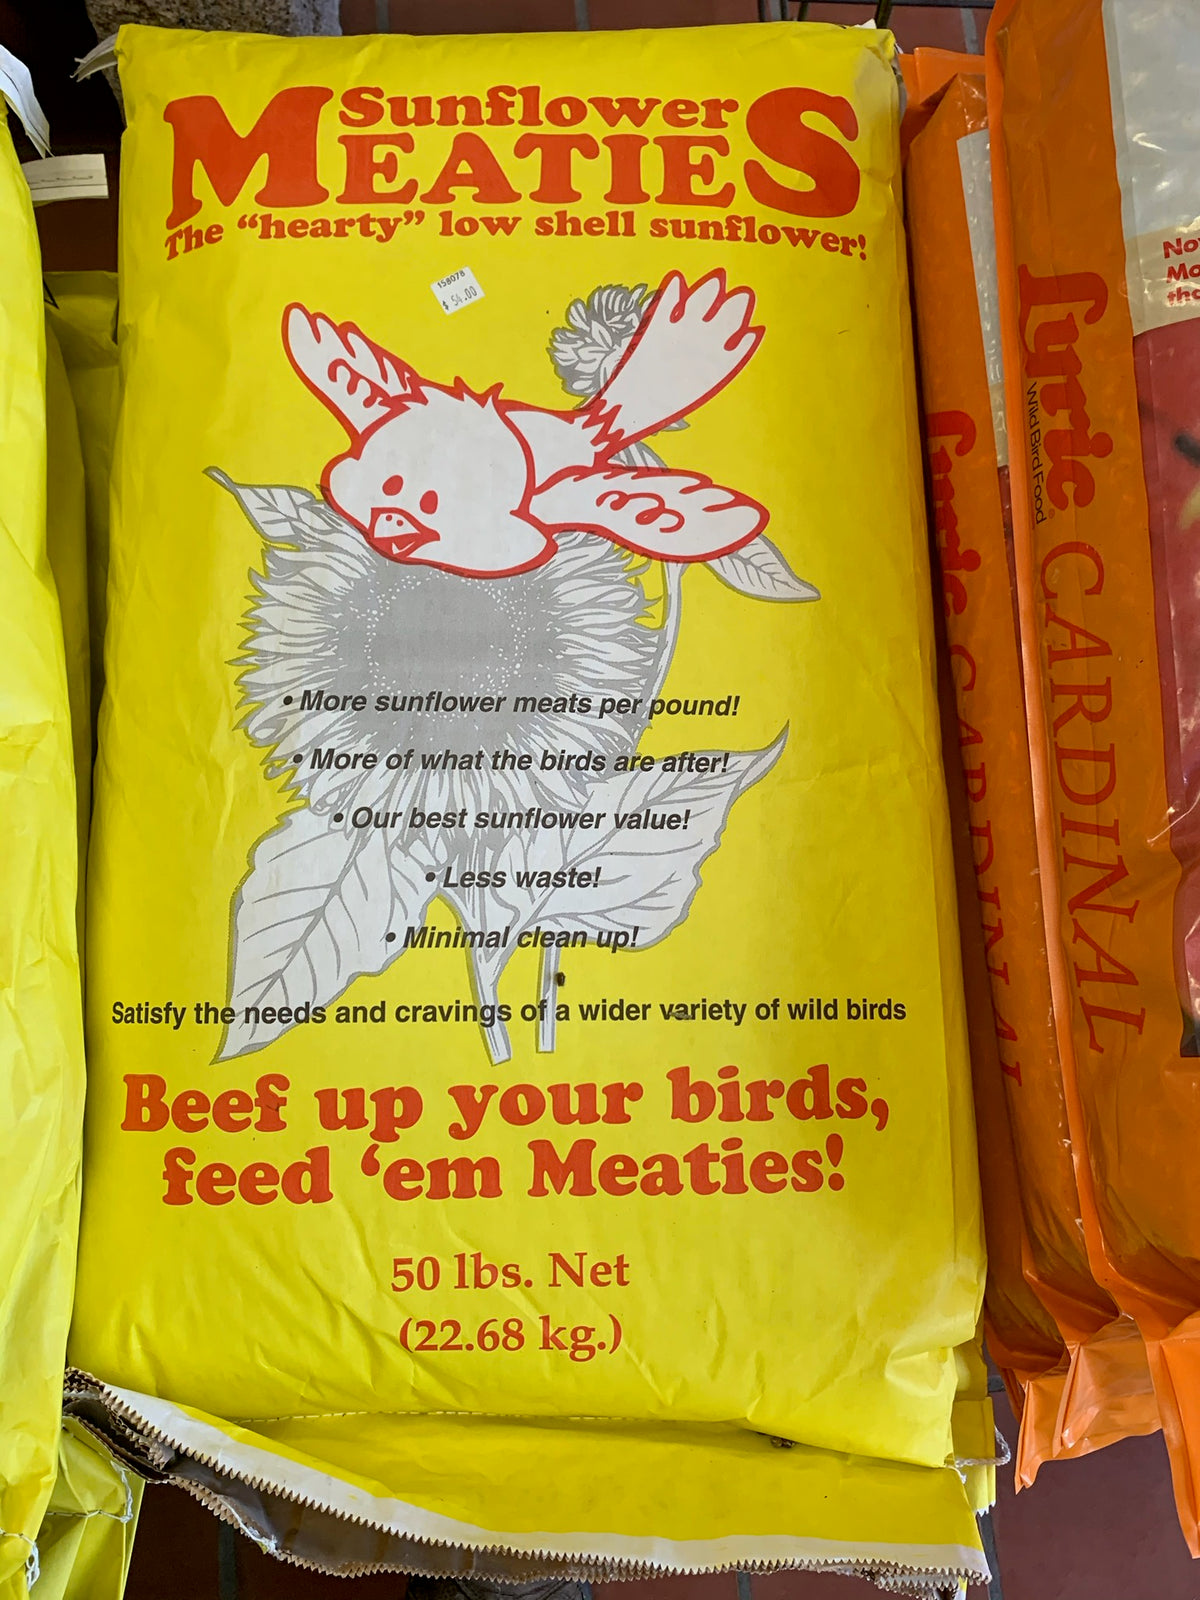 Sunflower
MEATIES
The “hearty” low shell sunflower!
158078
$ 54.00
• More sunflower meats per pound!
• More of what the birds are after!
• Our best sunflower value!
• Less waste!
• Minimal clean up!
Satisfy the needs and cravings of a wider variety of wild birds
Beef up your birds,
feed ‘em Meaties!
50 lbs. Net
(22.68 kg.)
Lyric CARDINAL
Lyric CARDINAL
Wild Bird Food